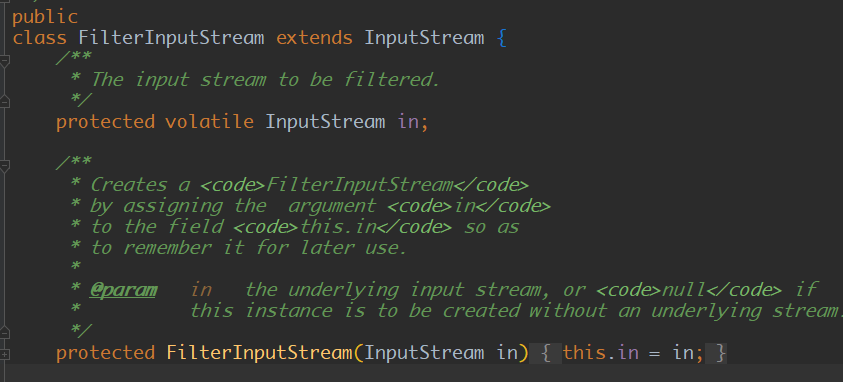 public
class FilterInputStream extends InputStream {
/**
* The input stream to be filtered.
*/
protected volatile InputStream in;
/**
* Creates a <code>FilterInputStream</code>
* by assigning the  argument <code>in</code>
* to the field <code>this.in</code> so as
* to remember it for later use.
*
* @param   in   the underlying input stream, or <code>null</code> if
*          this instance is to be created without an underlying stream.
*/
protected FilterInputStream(InputStream in) { this.in = in; }